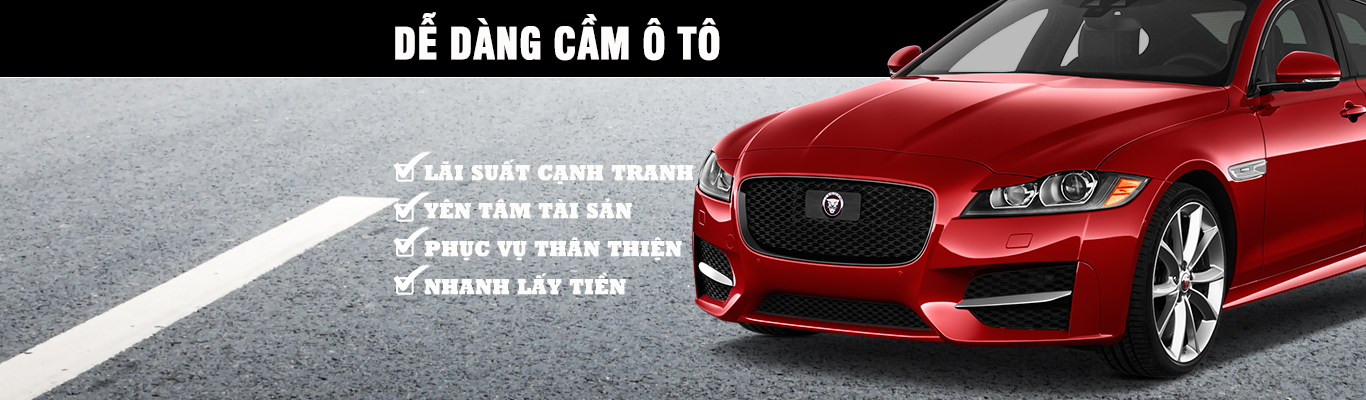 DỄ DÀNG CẦM Ô TÔ
LÃI SUẤT CẠNH TRANH
YÊN TÂM TÀI SẢN
PHỤC VỤ THÂN THIỆN
NHANH LẤY TIỀN